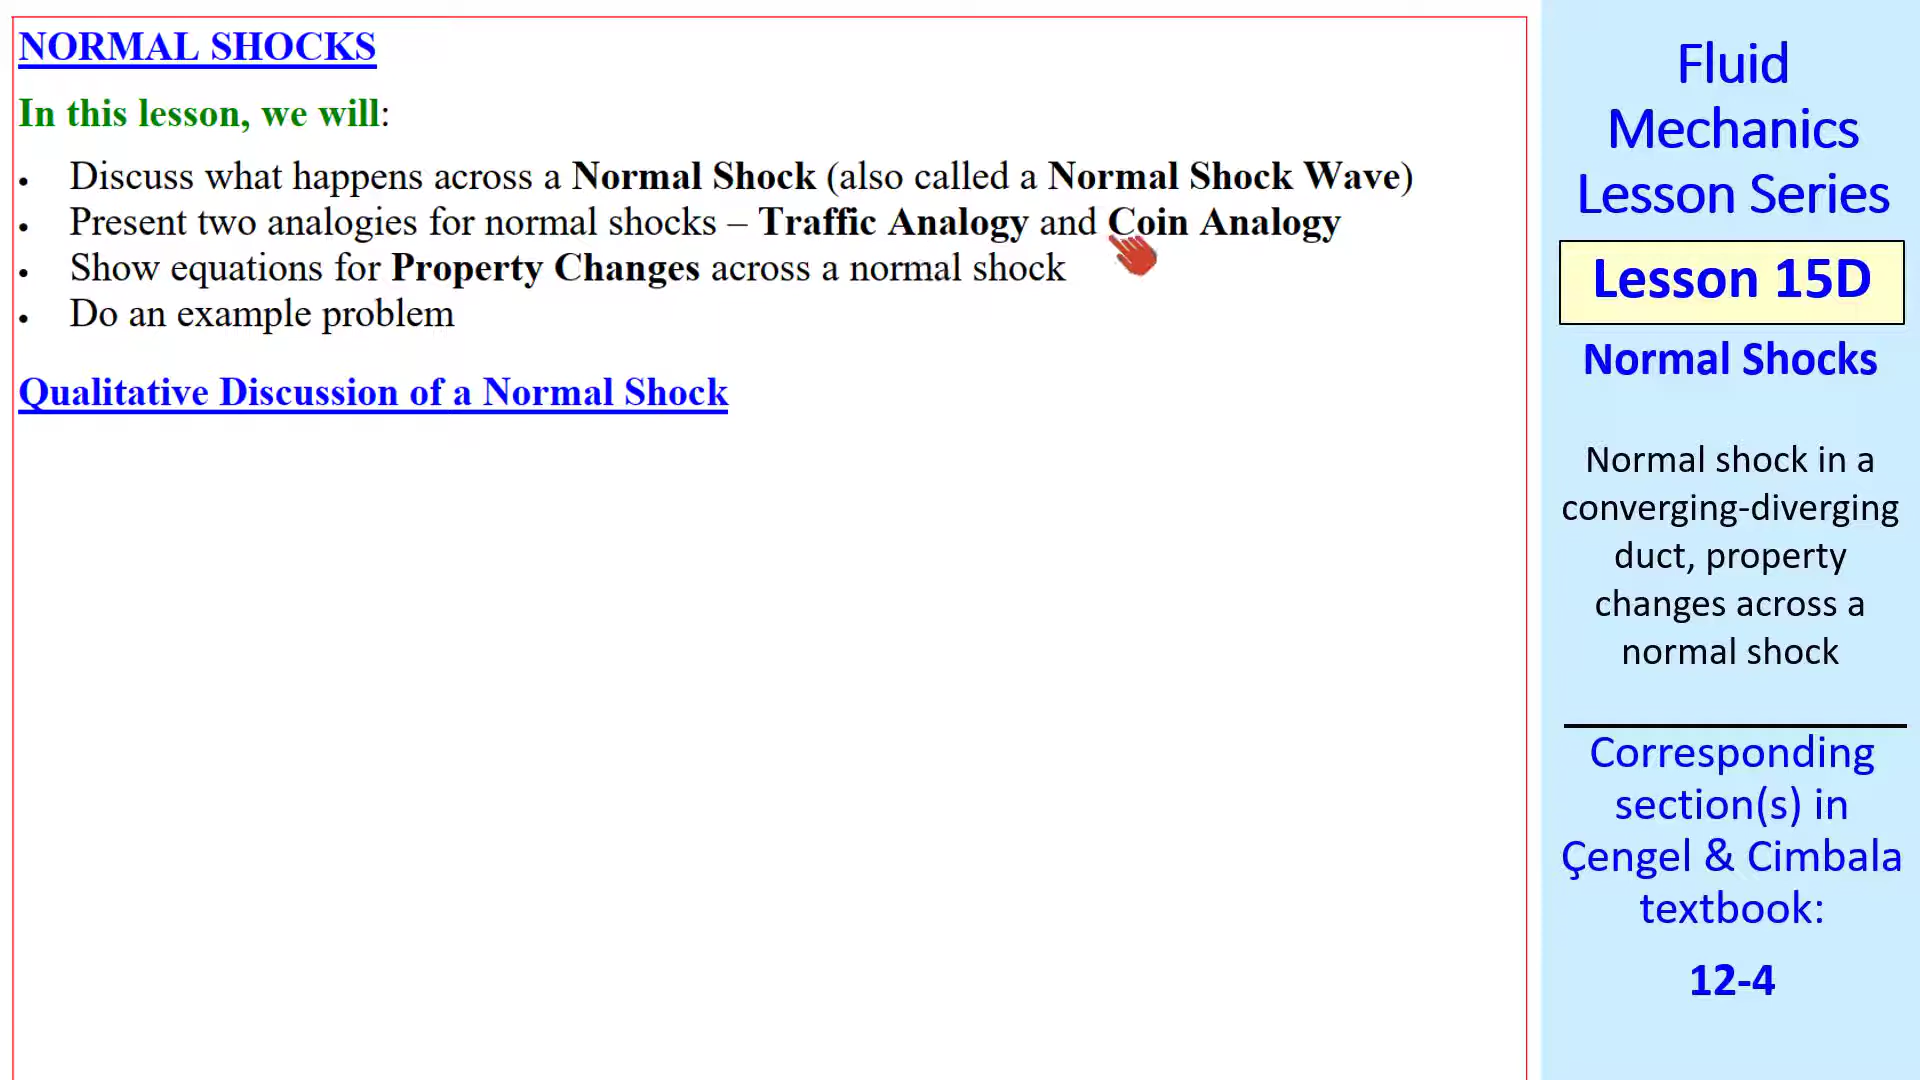 NORMAL SHOCKS
In this lesson, we will:
• Discuss what happens across a Normal Shock (also called a Normal Shock Wave)
• Present two analogies for normal shocks – Traffic Analogy and Coin Analogy
• Show equations for Property Changes across a normal shock
• Do an example problem
Qualitative Discussion of a Normal Shock
Fluid
Mechanics
Lesson Series
Lesson 15D
Normal Shocks
Normal shock in a
converging-diverging
duct, property
changes across a
normal shock
Corresponding
section(s) in
Çengel & Cimbala
textbook:
12-4